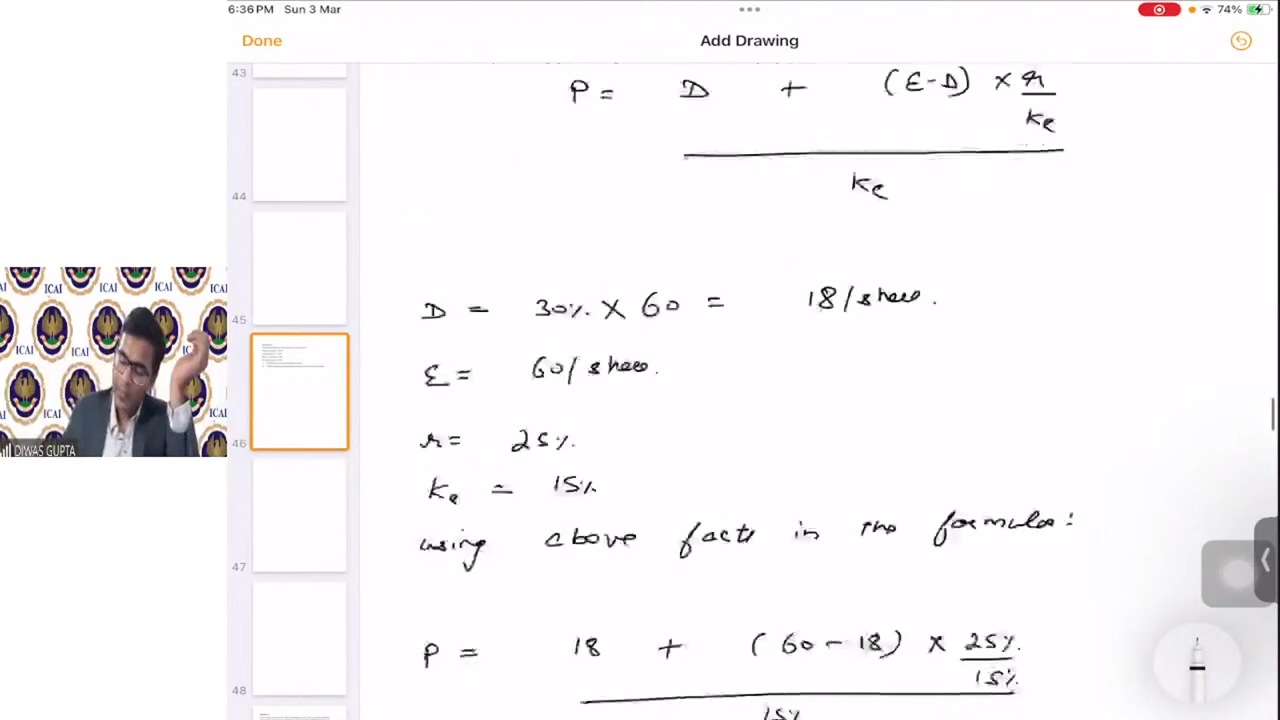 6:36 PM Sun 3 Mar
74%
Done
Add Drawing
43
44
45
46
47
48
P = D + (E-D) × r/Ke
Ke
D = 30% × 60 = 18/share.
E = 60/share.
r = 25%.
Ke = 15%
using above facts in the formula:
P = 18 + (60 - 18) × 25%/15%
15%
ICAI
DIWAS GUPTA